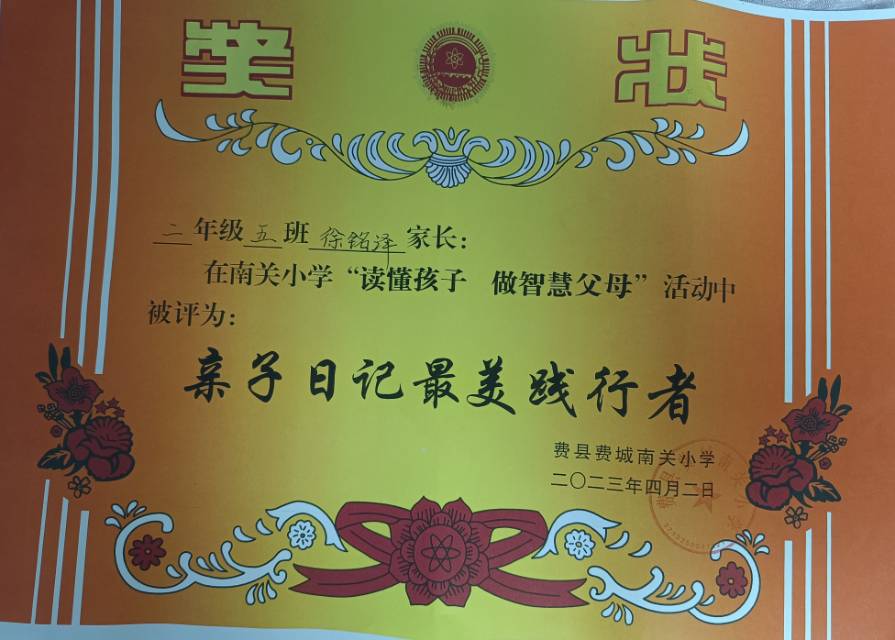 奖状
二年级五班徐铭泽家长：
在南关小学“读懂孩子 做智慧父母”活动中
被评为：
亲子日记最美践行者
费县费城南关小学
二〇二三年四月二日